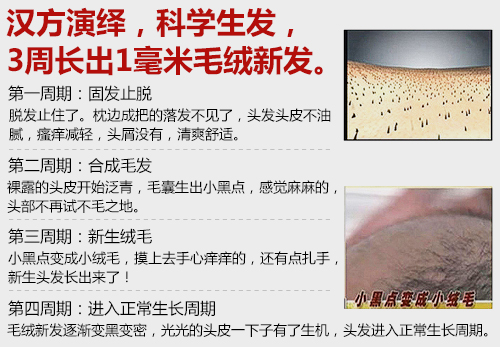 汉方演绎，科学生发，
3周长出1毫米毛绒新发。
第一周期：固发止脱
脱发止住了。枕边成把的落发不见了，头发头皮不油
腻，瘙痒减轻，头屑没有，清爽舒适。
第二周期：合成毛发
裸露的头皮开始泛青，毛囊生出小黑点，感觉麻麻的，
头部不再试不毛之地。
第三周期：新生绒毛
小黑点变成小绒毛，摸上去手心痒痒的，还有点扎手，
新生头发长出来了！
小黑点变成小绒毛
第四周期：进入正常生长周期
毛绒新发逐渐变黑变密，光光的头皮一下子有了生机，头发进入正常生长周期。